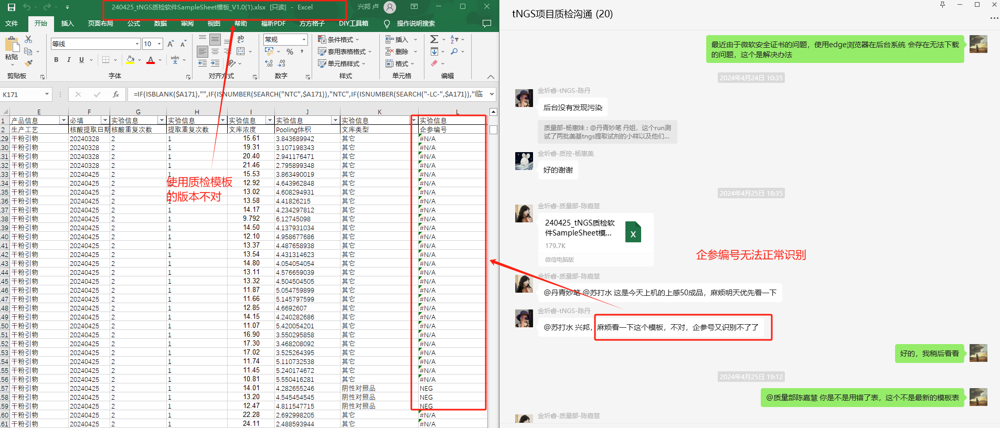 240425_tNGS质检软件SampleSheet模板_V1.0(1).xlsx [只读] - Excel
兴邦 卢
文件 开始 插入 页面布局 公式 数据 审阅 视图 帮助 福昕PDF 方方格子 DIY工具箱 操作说明搜索
粘贴
等线 10
B I U wén 文
ab
常规
% ,
条件格式
套用表格格式
单元格样式
插入
删除
格式
剪贴板 字体 对齐方式 数字 样式 单元格 编辑
K171 fx =IF(ISBLANK($A171),"",IF(ISNUMBER(SEARCH("NTC",$A171)),"NTC",IF(ISNUMBER(SEARCH("-LC-",$A171)),"临
E F G H I J K L
1 产品信息 必填 实验信息 实验信息 实验信息 实验信息 实验信息 实验信息
2 生产工艺 核酸提取日期 核酸重复次数 提取重复次数 文库浓度 Pooling体积 文库类型 企参编号
29 干粉引物 20240328 2 1 15.61 3.843689942 其它 #N/A
30 干粉引物 20240328 2 1 19.31 3.107198343 其它 #N/A
31 干粉引物 20240328 2 1 20.40 2.941176471 其它 #N/A
32 干粉引物 20240328 2 1 21.46 2.795899348 其它 #N/A
33 干粉引物 20240425 2 1 15.53 3.863490019 其它 #N/A
34 干粉引物 20240425 2 1 12.92 4.643962848 其它 #N/A
35 干粉引物 20240425 2 1 13.02 4.608294931 其它 #N/A
36 干粉引物 20240425 2 1 13.58 4.41826215 其它 #N/A
37 干粉引物 20240425 2 1 14.17 4.234297812 其它 #N/A
38 干粉引物 20240425 2 1 9.792 6.12745098 其它 #N/A
39 干粉引物 20240425 2 1 14.50 4.137931034 其它 #N/A
40 干粉引物 20240425 2 1 12.10 4.958677686 其它 #N/A
41 干粉引物 20240425 2 1 13.37 4.487658938 其它 #N/A
42 干粉引物 20240425 2 1 13.54 4.431314623 其它 #N/A
43 干粉引物 20240425 2 1 14.80 4.054054054 其它 #N/A
44 干粉引物 20240425 2 1 13.11 4.576659039 其它 #N/A
45 干粉引物 20240425 2 1 13.32 4.504504505 其它 #N/A
46 干粉引物 20240425 2 1 11.87 5.054759899 其它 #N/A
47 干粉引物 20240425 2 1 11.66 5.145797599 其它 #N/A
48 干粉引物 20240425 2 1 12.85 4.6692607 其它 #N/A
49 干粉引物 20240425 2 1 14.15 4.240282686 其它 #N/A
50 干粉引物 20240425 2 1 11.07 5.420054201 其它 #N/A
51 干粉引物 20240425 2 1 16.90 3.550295858 其它 #N/A
52 干粉引物 20240425 2 1 17.30 3.468208092 其它 #N/A
53 干粉引物 20240425 2 1 17.02 3.525264395 其它 #N/A
54 干粉引物 20240425 2 1 11.74 5.110732538 其它 #N/A
55 干粉引物 20240425 2 1 11.45 5.240174672 其它 #N/A
56 干粉引物 20240425 2 1 10.81 5.550416281 其它 #N/A
57 干粉引物 20240425 2 1 14.01 4.282655246 阴性对照品 NEG
58 干粉引物 20240425 2 1 13.20 4.545454545 阴性对照品 NEG
59 干粉引物 20240425 2 1 12.47 4.811547715 阴性对照品 NEG
60 干粉引物 20240425 2 1 22.28 2.692998205 其它 #N/A
61 干粉引物 20240425 2 1 24.11 2.488593944 其它 #N/A
使用质检模板
的版本不对
tNGS项目质检沟通 (20)
最近由于微软安全证书的问题，使用edge浏览器在后台系统 会存在无法下载
的问题，这个是解决办法
2024年4月24日 10:35
金圻睿-tNGS-陈丹
后台没有发现污染
质量部-杨惠妹：@丹青妙笔 丹姐，这个run测
试了两批美基tngs提取试剂的小样以及他们...
金圻睿-质控-杨惠美
好的谢谢
2024年4月25日 18:35
金圻睿-质量部-陈嘉慧
240425_tNGS质检软
件SampleSheet模...
X
179.7K
微信电脑版
企参编号无法正常识别
金圻睿-质量部-陈嘉慧
@丹青妙笔 @苏打水 这是今天上机的上感50成品，麻烦明天优先看一下
金圻睿-tNGS-陈丹
@苏打水 兴邦，麻烦看一下这个模板，不对，企参号又识别不了了
好的，我稍后看看
2024年4月25日 19:12
@质量部陈嘉慧 你是不是用错了表，这个不是最新的模板表
金圻睿-质量部-陈嘉慧